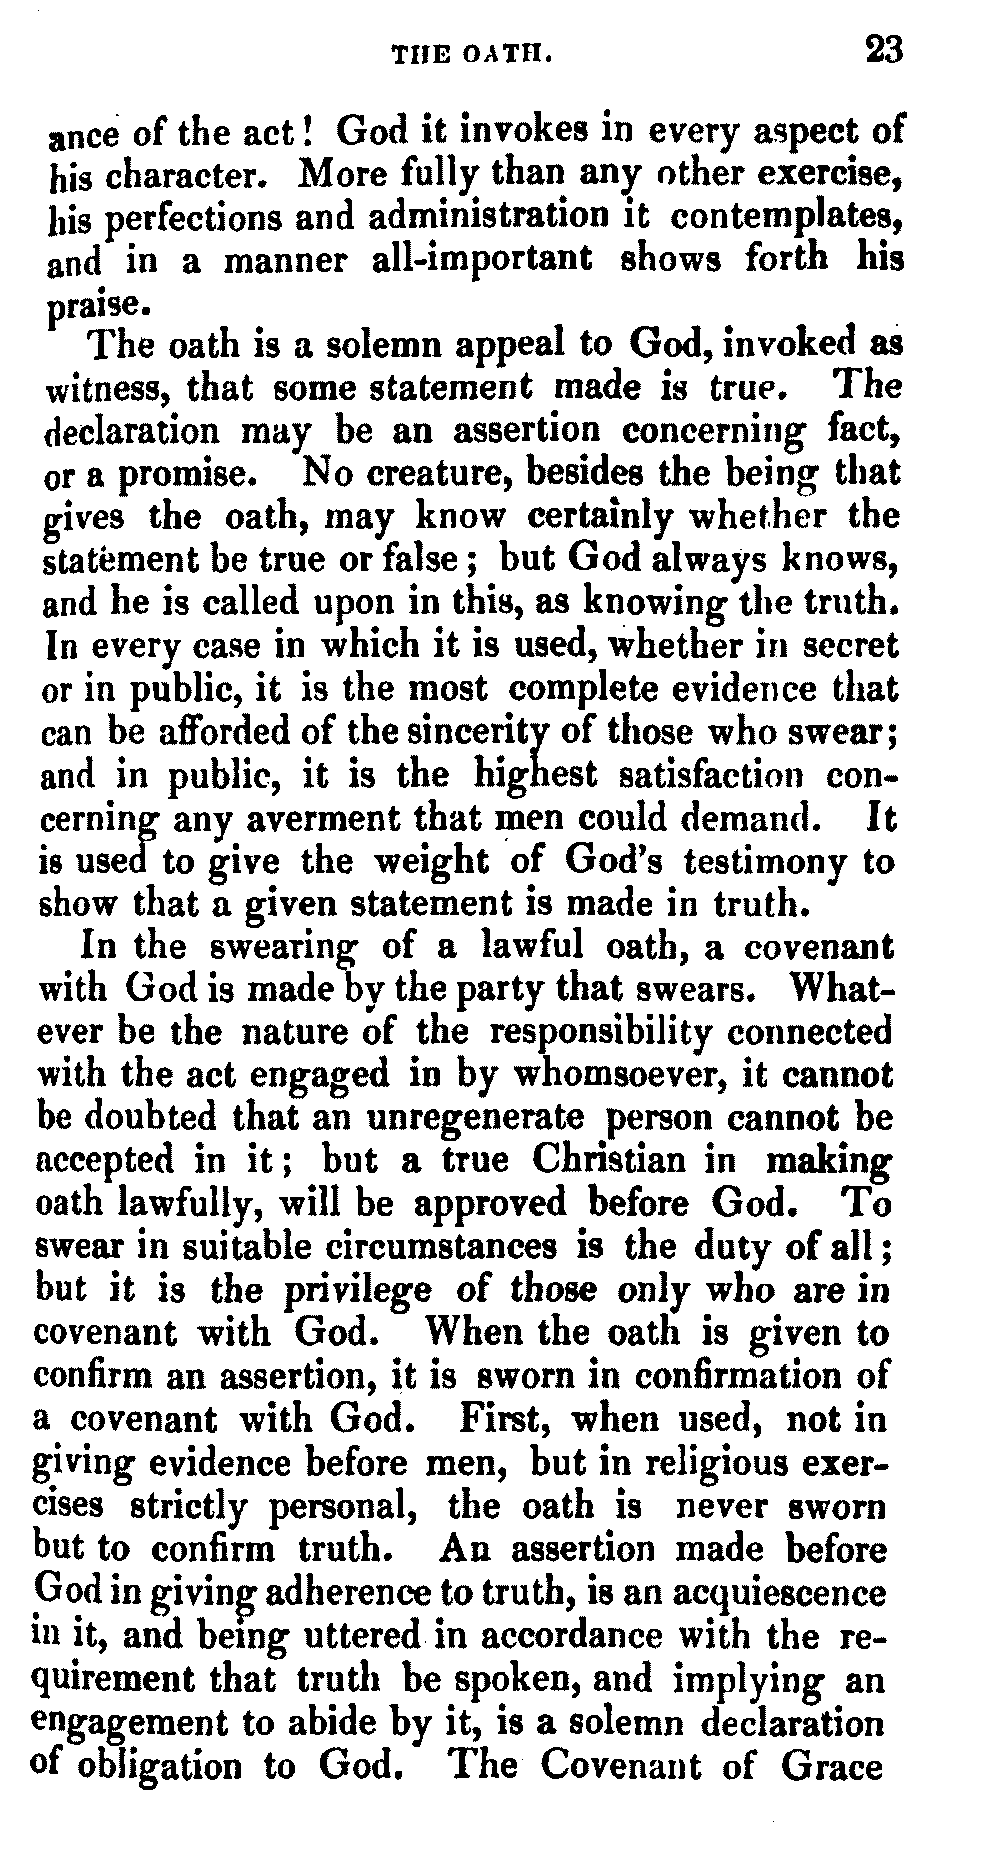 THE OATH. 23
ance of the act! God it invokes in every aspect of
his character. More fully than any other exercise,
his perfections and administration it contemplates,
and in a manner all-important shows forth his
praise.
The oath is a solemn appeal to God, invoked as
witness, that some statement made is true. The
declaration may be an assertion concerning fact,
or a promise. No creature, besides the being that
gives the oath, may know certainly whether the
statement be true or false; but God always knows,
and he is called upon in this, as knowing the truth.
In every case in which it is used, whether in secret
or in public, it is the most complete evidence that
can be afforded of the sincerity of those who swear;
and in public, it is the highest satisfaction con-
cerning any averment that men could demand. It
is used to give the weight of God's testimony to
show that a given statement is made in truth.
In the swearing of a lawful oath, a covenant
with God is made by the party that swears. What-
ever be the nature of the responsibility connected
with the act engaged in by whomsoever, it cannot
be doubted that an unregenerate person cannot be
accepted in it; but a true Christian in making
oath lawfully, will be approved before God. To
swear in suitable circumstances is the duty of all;
but it is the privilege of those only who are in
covenant with God. When the oath is given to
confirm an assertion, it is sworn in confirmation of
a covenant with God. First, when used, not in
giving evidence before men, but in religious exer-
cises strictly personal, the oath is never sworn
but to confirm truth. An assertion made before
God in giving adherence to truth, is an acquiescence
in it, and being uttered in accordance with the re-
quirement that truth be spoken, and implying an
engagement to abide by it, is a solemn declaration
of obligation to God. The Covenant of Grace